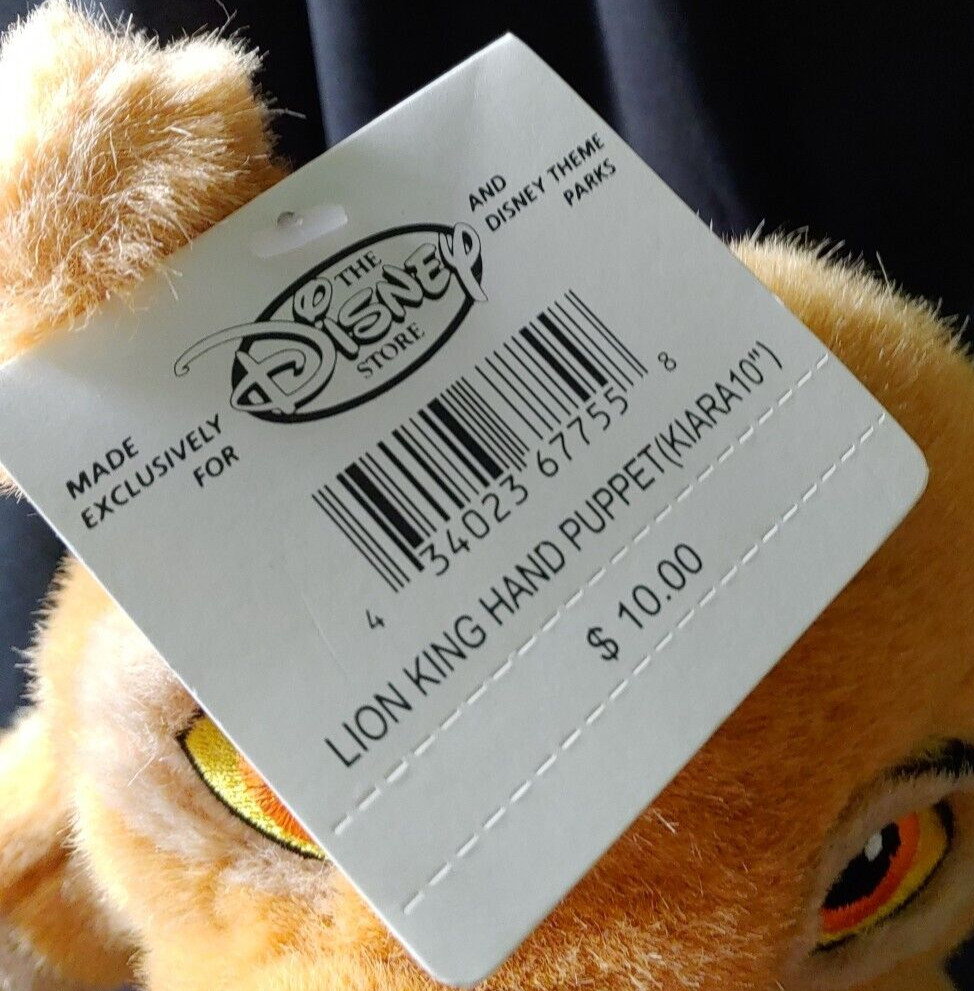 MADE
EXCLUSIVELY
FOR
THE
DISNEY
STORE
AND
DISNEY THEME
PARKS
4 34023 67755 8
LION KING HAND PUPPET(KIARA10")
$ 10.00